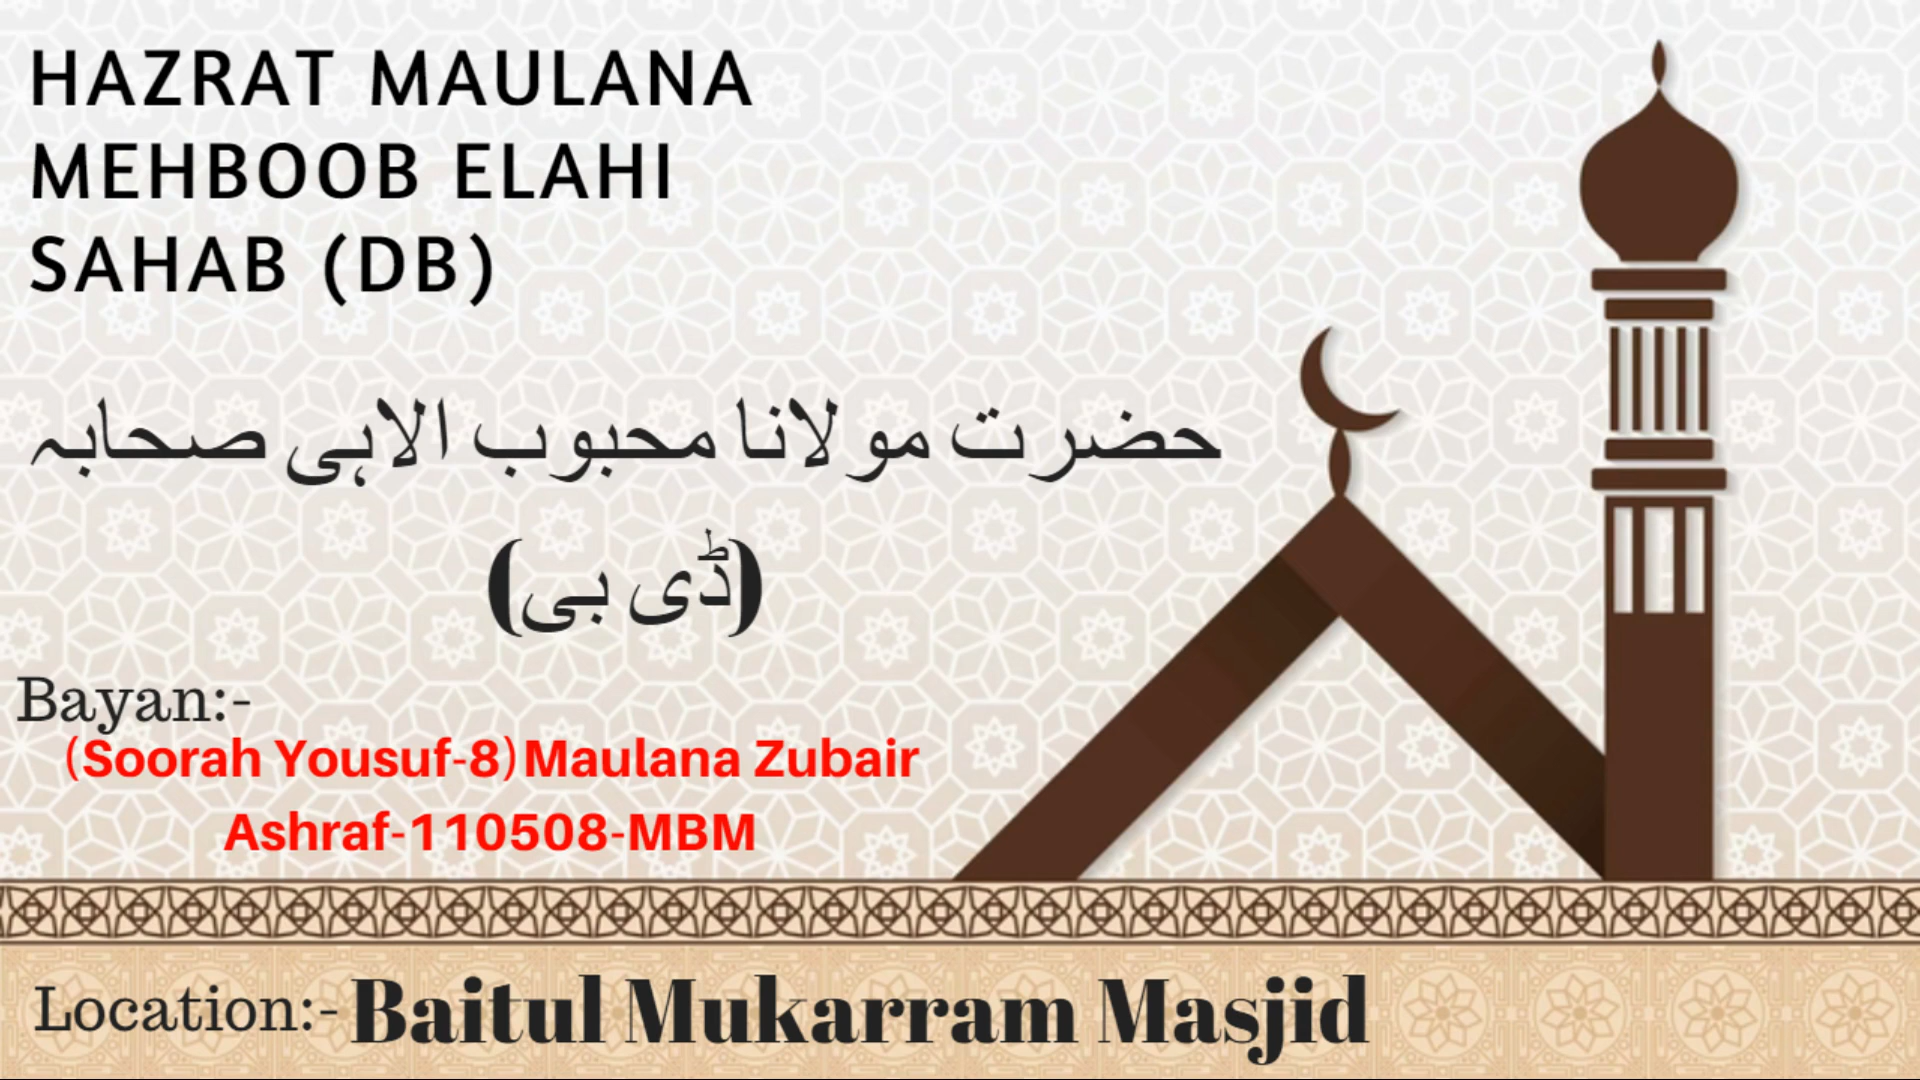 HAZRAT MAULANA
MEHBOOB ELAHI
SAHAB (DB)
حضرت مولانا محبوب الاہی صحابہ
(ڈی بی)
Bayan:-
(Soorah Yousuf-8)Maulana Zubair
Ashraf-110508-MBM
Location:- Baitul Mukarram Masjid